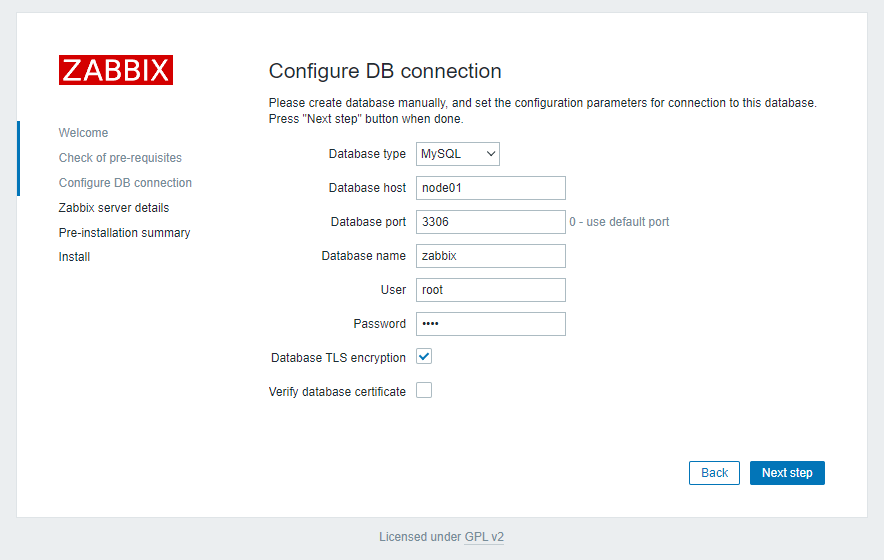 ZABBIX
Welcome
Check of pre-requisites
Configure DB connection
Zabbix server details
Pre-installation summary
Install
Configure DB connection
Please create database manually, and set the configuration parameters for connection to this database.
Press "Next step" button when done.
Database type MySQL
Database host node01
Database port 3306 0 - use default port
Database name zabbix
User root
Password ••••
Database TLS encryption
Verify database certificate
Back Next step
Licensed under GPL v2